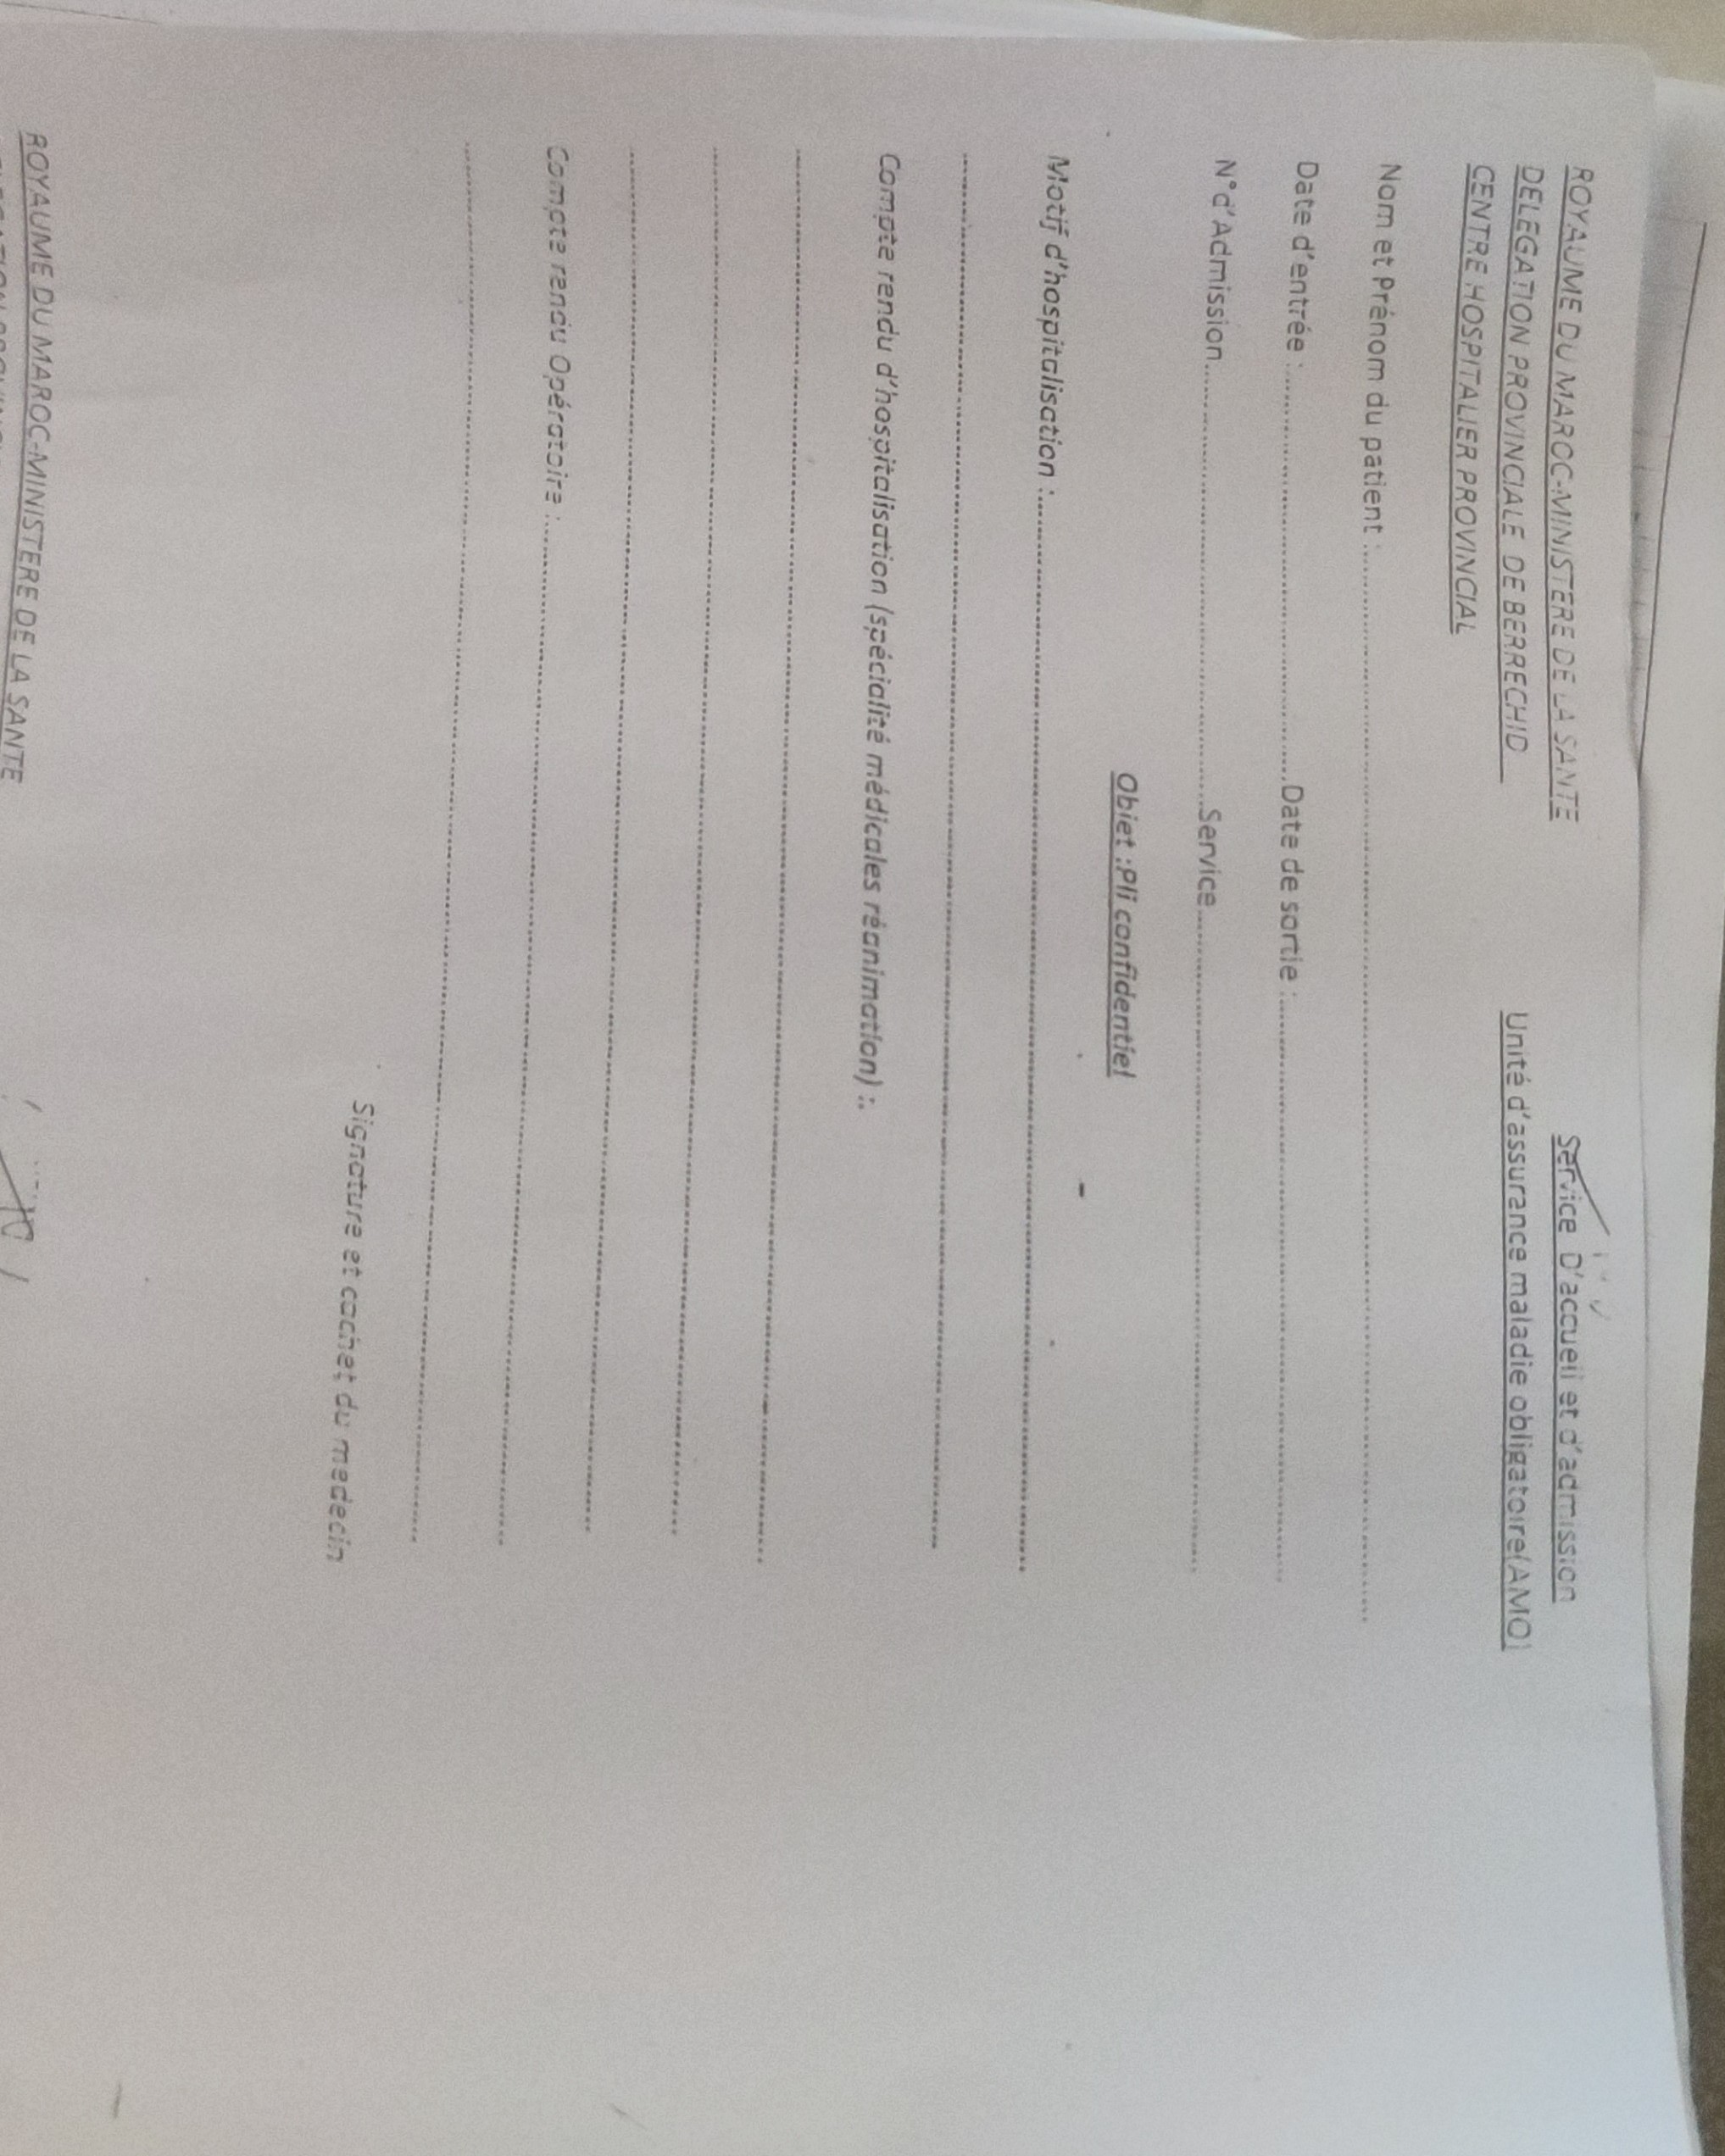 ROYAUME DU MAROC-MINISTERE DE LA SANTE
DELEGATION PROVINCIALE DE BERRECHID
CENTRE HOSPITALIER PROVINCIAL
Service D'accueil et d'admission
Unité d'assurance maladie obligatoire(AMO)
Nom et Prénom du patient :
Date d'entrée : Date de sortie :
N°d'Admission Service
Objet :Pli confidentiel
Motif d'hospitalisation :
Compte rendu d'hospitalisation (spécialité médicales réanimation) :.
Compte rendu Opératoire :
Signature et cachet du medecin
ROYAUME DU MAROC-MINISTERE DE LA SANTE